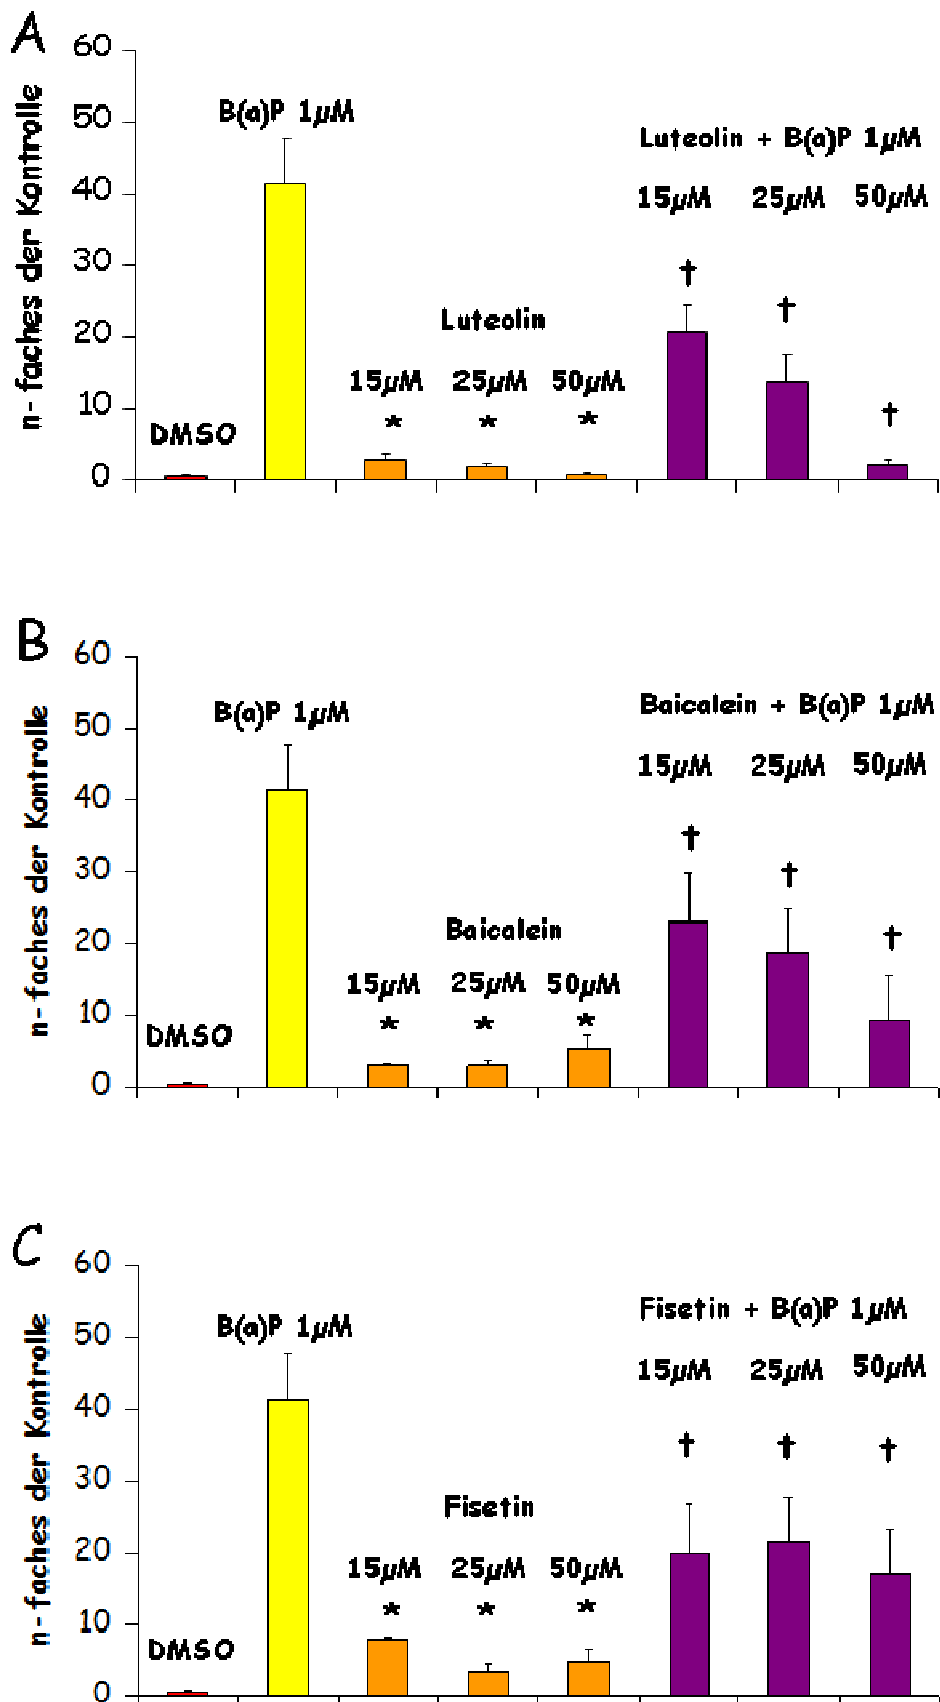 A
n-faches der Kontrolle
60
50
40
30
20
10
0
B(a)P 1µM
Luteolin + B(a)P 1µM
15µM 25µM 50µM
† † †
Luteolin
15µM 25µM 50µM
* * *
DMSO
B
n-faches der Kontrolle
60
50
40
30
20
10
0
B(a)P 1µM
Baicalein + B(a)P 1µM
15µM 25µM 50µM
† † †
Baicalein
15µM 25µM 50µM
* * *
DMSO
C
n-faches der Kontrolle
60
50
40
30
20
10
0
B(a)P 1µM
Fisetin + B(a)P 1µM
15µM 25µM 50µM
† † †
Fisetin
15µM 25µM 50µM
* * *
DMSO